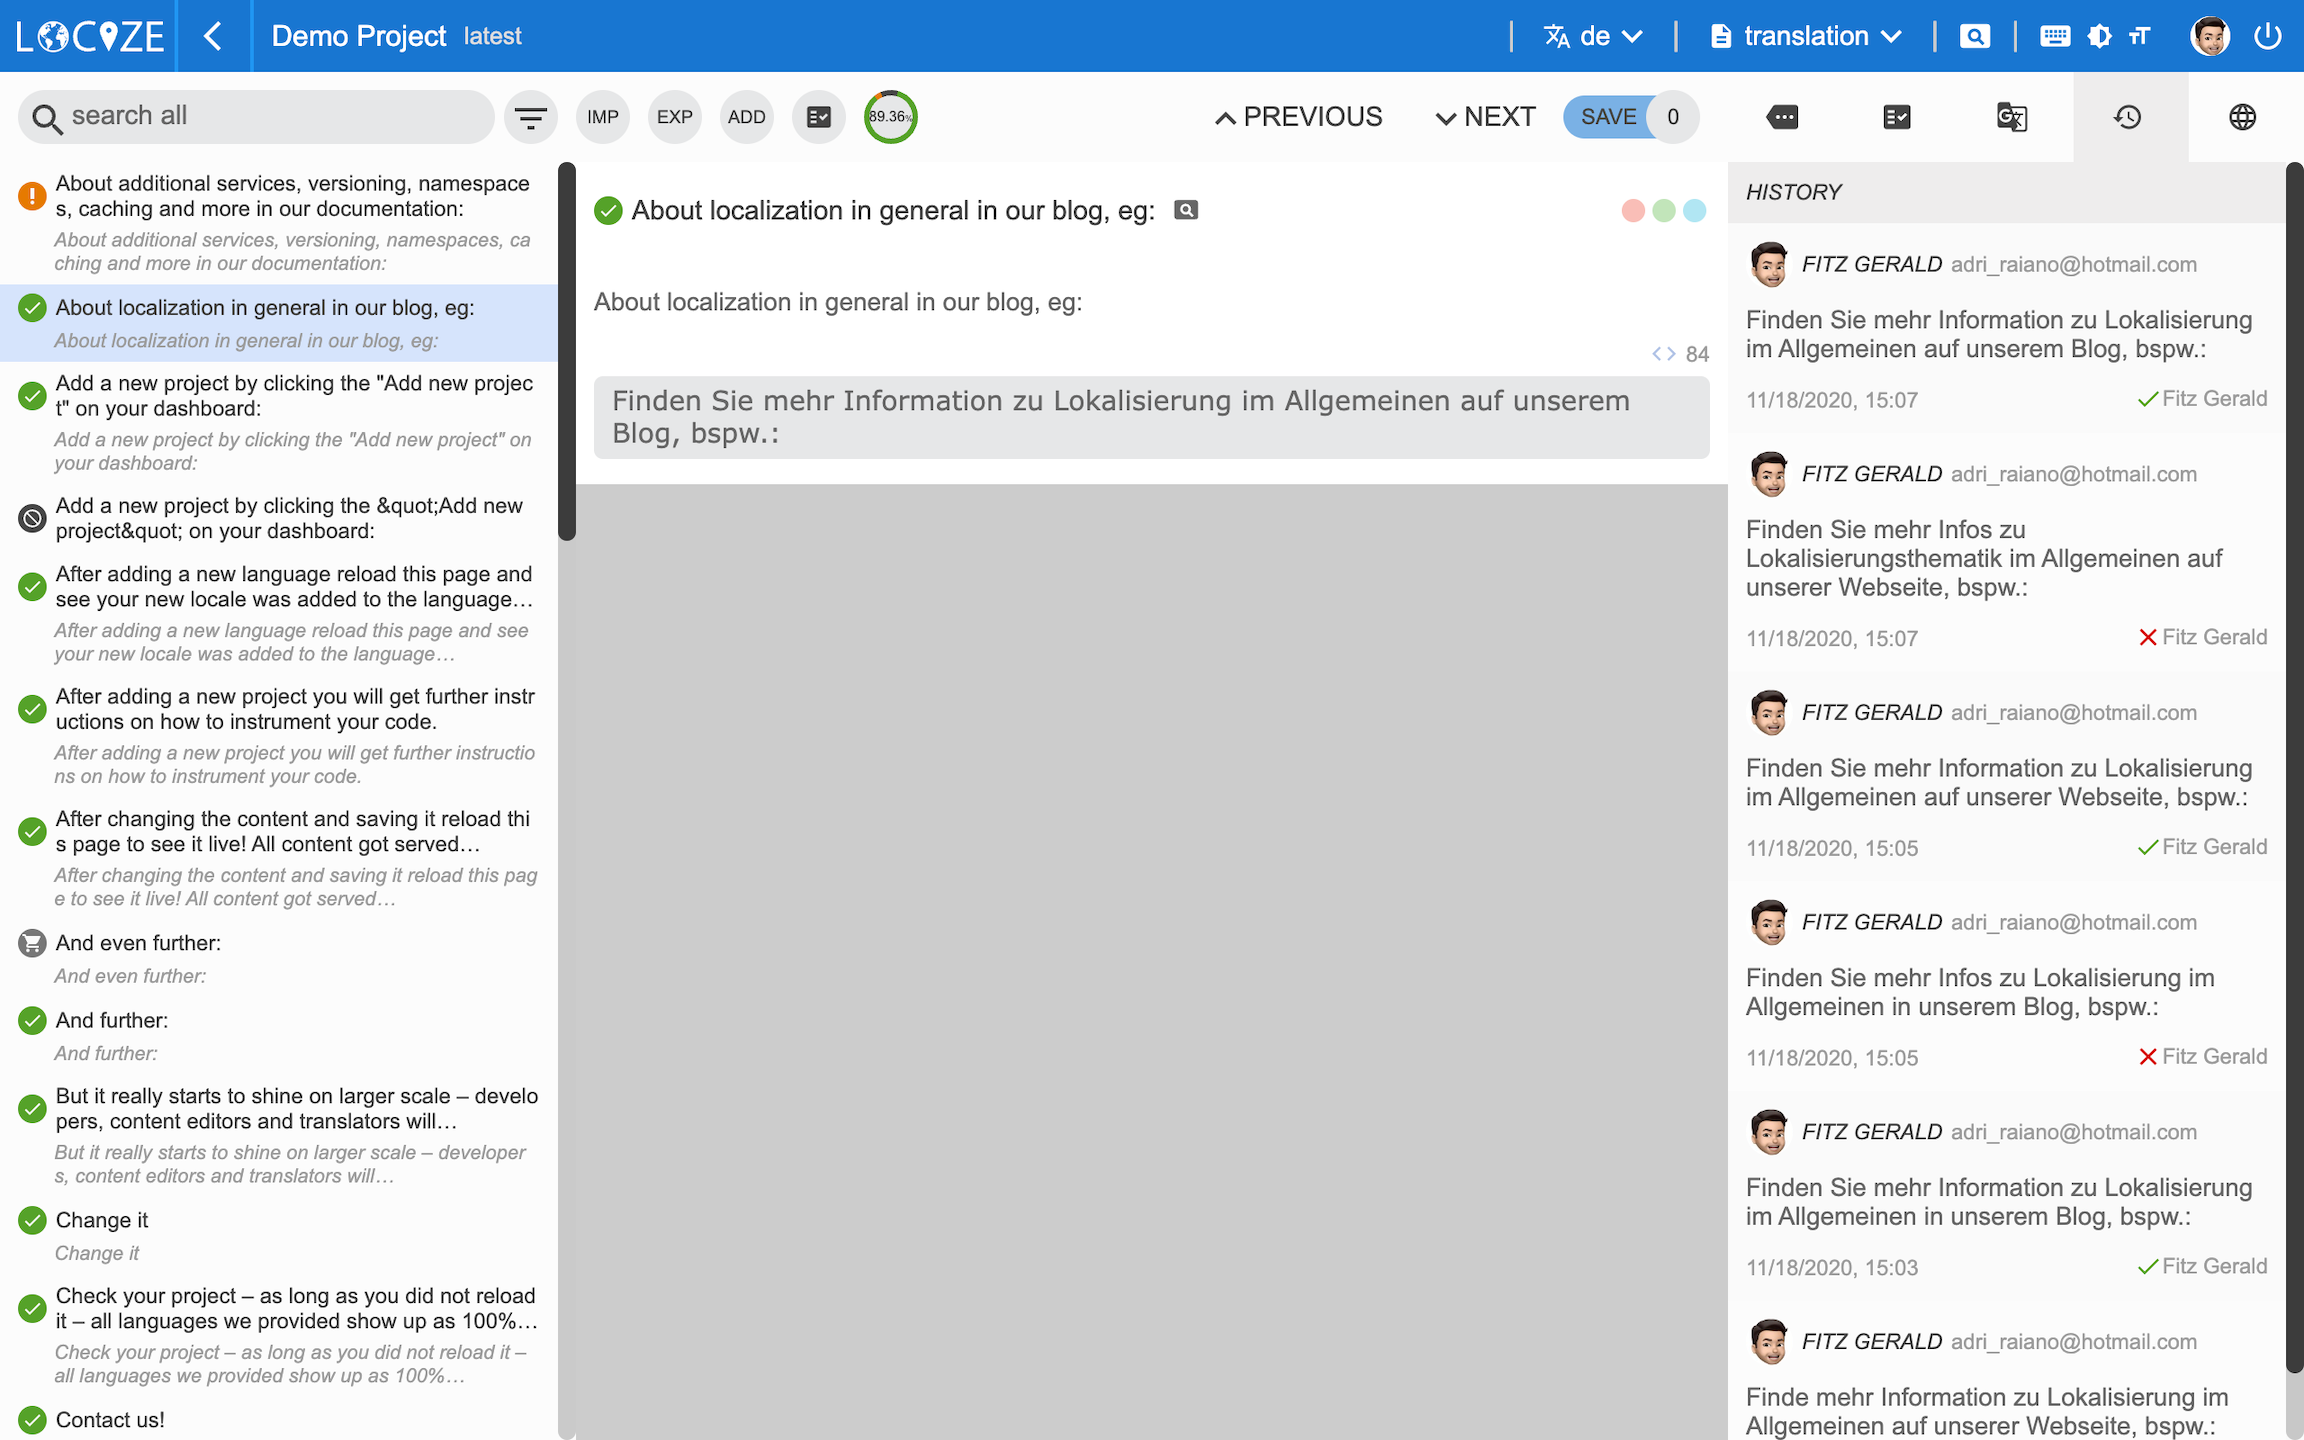 LOCIZE
Demo Project latest
de
translation
search all
IMP
EXP
ADD
89.36%
PREVIOUS
NEXT
SAVE 0
About additional services, versioning, namespace
s, caching and more in our documentation:
About additional services, versioning, namespaces, ca
ching and more in our documentation:
About localization in general in our blog, eg:
About localization in general in our blog, eg:
Add a new project by clicking the "Add new projec
t" on your dashboard:
Add a new project by clicking the "Add new project" on
your dashboard:
Add a new project by clicking the &quot;Add new
project&quot; on your dashboard:
After adding a new language reload this page and
see your new locale was added to the language…
After adding a new language reload this page and see
your new locale was added to the language…
After adding a new project you will get further instr
uctions on how to instrument your code.
After adding a new project you will get further instructio
ns on how to instrument your code.
After changing the content and saving it reload thi
s page to see it live! All content got served…
After changing the content and saving it reload this pag
e to see it live! All content got served…
And even further:
And even further:
And further:
And further:
But it really starts to shine on larger scale – develo
pers, content editors and translators will…
But it really starts to shine on larger scale – developer
s, content editors and translators will…
Change it
Change it
Check your project – as long as you did not reload
it – all languages we provided show up as 100%…
Check your project – as long as you did not reload it –
all languages we provided show up as 100%…
Contact us!
About localization in general in our blog, eg:
About localization in general in our blog, eg:
<> 84
Finden Sie mehr Information zu Lokalisierung im Allgemeinen auf unserem
Blog, bspw.:
HISTORY
FITZ GERALD adri_raiano@hotmail.com
Finden Sie mehr Information zu Lokalisierung
im Allgemeinen auf unserem Blog, bspw.:
11/18/2020, 15:07 Fitz Gerald
FITZ GERALD adri_raiano@hotmail.com
Finden Sie mehr Infos zu
Lokalisierungsthematik im Allgemeinen auf
unserer Webseite, bspw.:
11/18/2020, 15:07 Fitz Gerald
FITZ GERALD adri_raiano@hotmail.com
Finden Sie mehr Information zu Lokalisierung
im Allgemeinen auf unserer Webseite, bspw.:
11/18/2020, 15:05 Fitz Gerald
FITZ GERALD adri_raiano@hotmail.com
Finden Sie mehr Infos zu Lokalisierung im
Allgemeinen in unserem Blog, bspw.:
11/18/2020, 15:05 Fitz Gerald
FITZ GERALD adri_raiano@hotmail.com
Finden Sie mehr Information zu Lokalisierung
im Allgemeinen in unserem Blog, bspw.:
11/18/2020, 15:03 Fitz Gerald
FITZ GERALD adri_raiano@hotmail.com
Finde mehr Information zu Lokalisierung im
Allgemeinen auf unserer Webseite, bspw.: